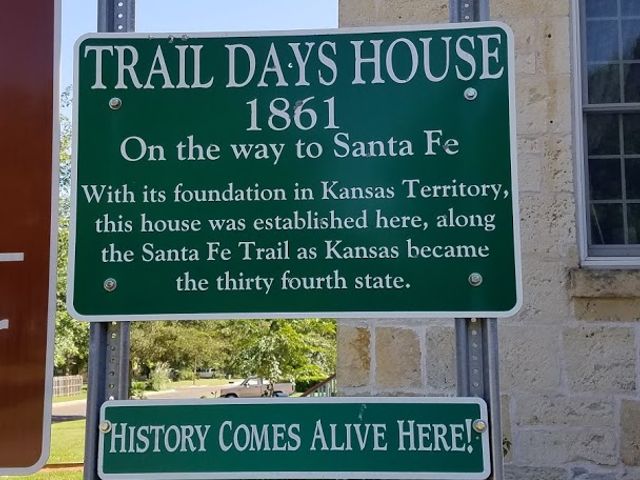 TRAIL DAYS HOUSE
1861
On the way to Santa Fe
With its foundation in Kansas Territory,
this house was established here, along
the Santa Fe Trail as Kansas became
the thirty fourth state.
HISTORY COMES ALIVE HERE!